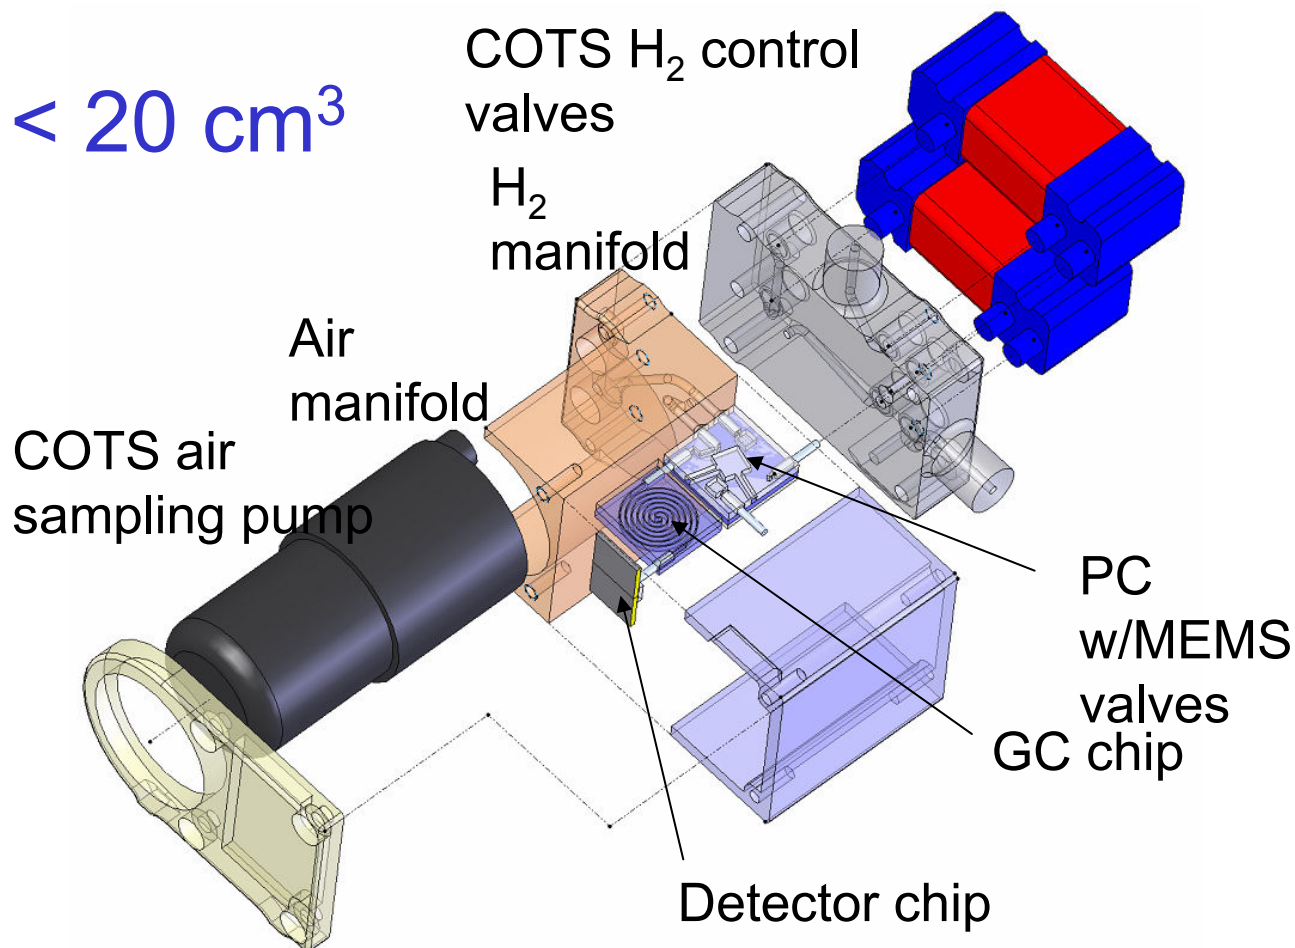 < 20 cm³
COTS H₂ control
valves
H₂
manifold
Air
manifold
COTS air
sampling pump
PC
w/MEMS
valves
GC chip
Detector chip